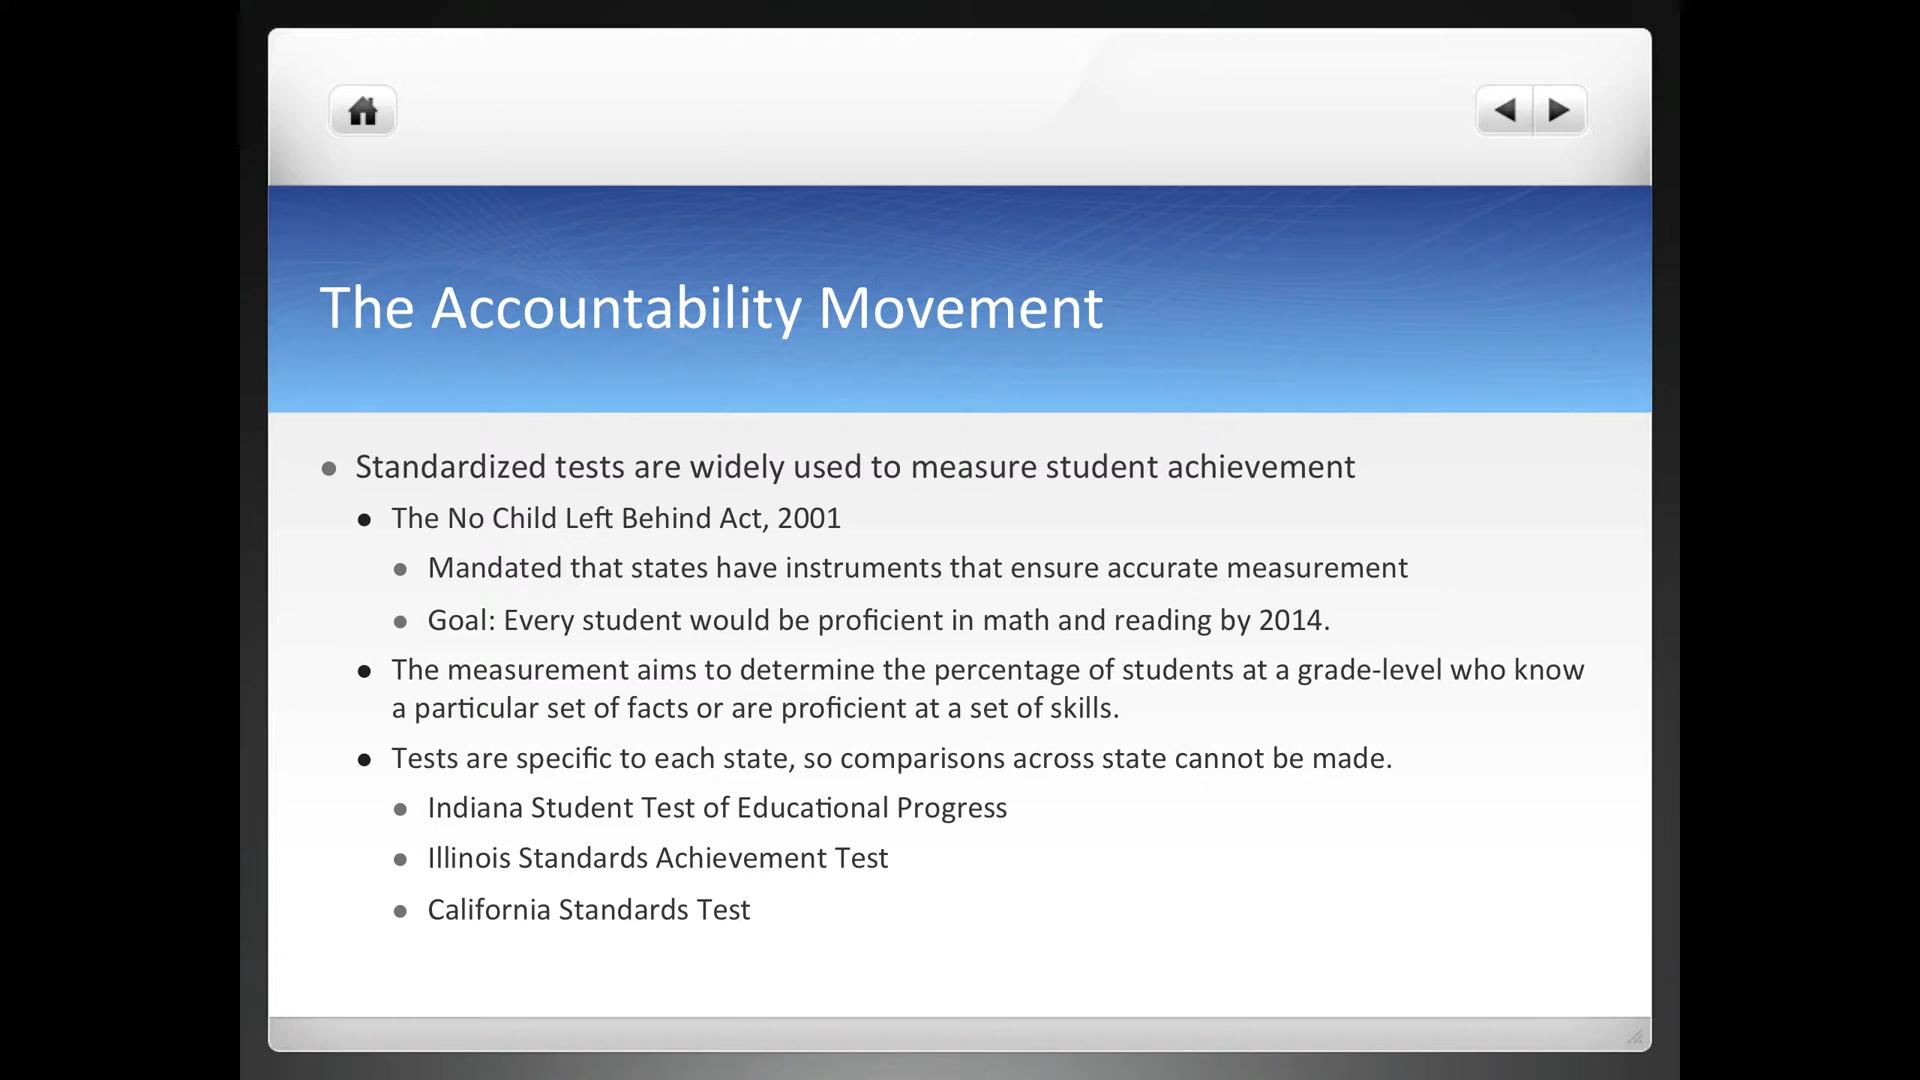 The Accountability Movement
Standardized tests are widely used to measure student achievement
The No Child Left Behind Act, 2001
Mandated that states have instruments that ensure accurate measurement
Goal: Every student would be proficient in math and reading by 2014.
The measurement aims to determine the percentage of students at a grade-level who know
a particular set of facts or are proficient at a set of skills.
Tests are specific to each state, so comparisons across state cannot be made.
Indiana Student Test of Educational Progress
Illinois Standards Achievement Test
California Standards Test